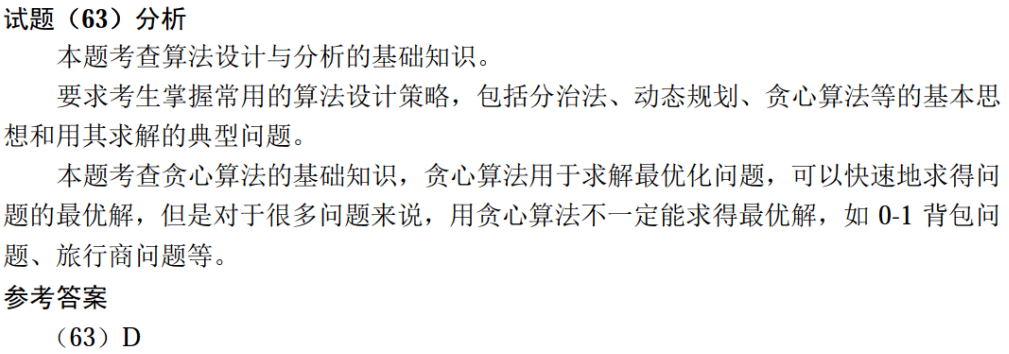 试题（63）分析
本题考查算法设计与分析的基础知识。
要求考生掌握常用的算法设计策略，包括分治法、动态规划、贪心算法等的基本思
想和用其求解的典型问题。
本题考查贪心算法的基础知识，贪心算法用于求解最优化问题，可以快速地求得问
题的最优解，但是对于很多问题来说，用贪心算法不一定能求得最优解，如 0-1 背包问
题、旅行商问题等。
参考答案
（63）D